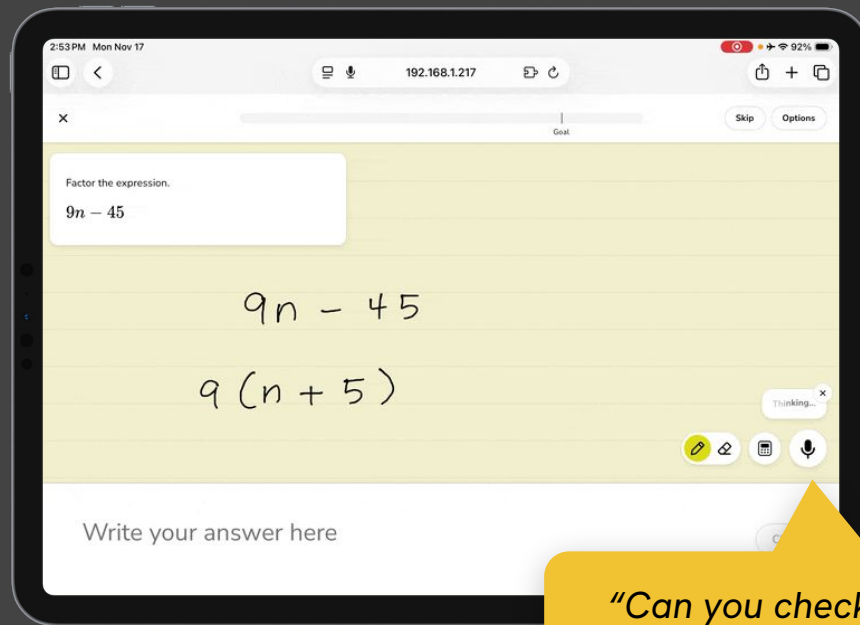 2:53 PM Mon Nov 17
92%
192.168.1.217
Goal
Skip
Options
Factor the expression.
9n − 45
9n - 45
9(n + 5)
Thinking...
Write your answer here
“Can you check